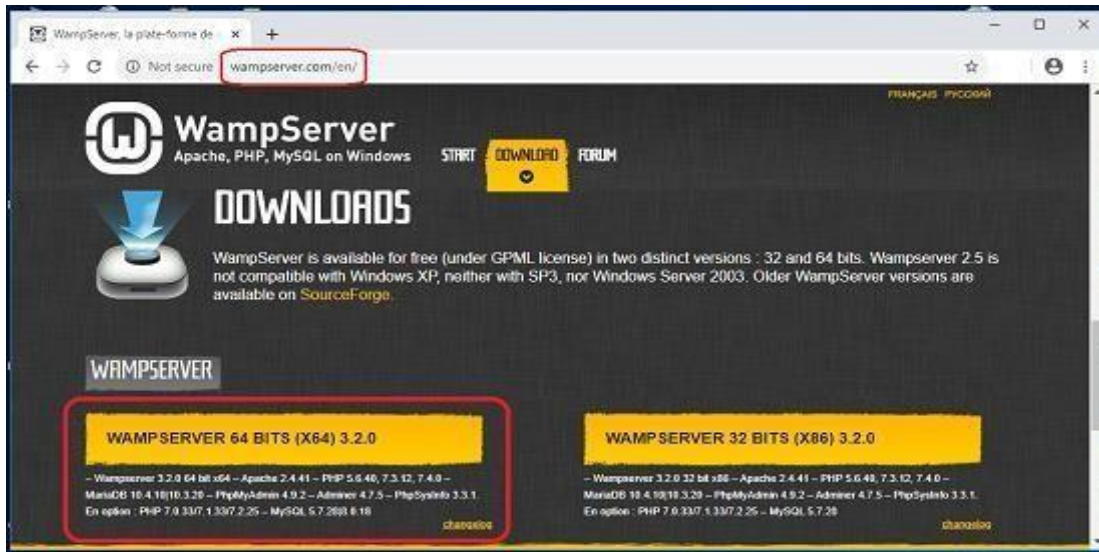 WampServer, la plate-forme de
Not secure
wampserver.com/en/
FRANÇAIS РУССКИЙ
WampServer
Apache, PHP, MySQL on Windows
START DOWNLOAD FORUM
DOWNLOADS
WampServer is available for free (under GPML license) in two distinct versions : 32 and 64 bits. Wampserver 2.5 is
not compatible with Windows XP, neither with SP3, nor Windows Server 2003. Older WampServer versions are
available on SourceForge.
WAMPSERVER
WAMPSERVER 64 BITS (X64) 3.2.0
– Wampserver 3.2.0 64 bit x64 – Apache 2.4.41 – PHP 5.6.40, 7.3.12, 7.4.0 –
MariaDB 10.4.10|10.3.20 – PhpMyAdmin 4.9.2 – Adminer 4.7.5 – PhpSysInfo 3.3.1.
En option : PHP 7.0.33/7.1.33/7.2.25 – MySQL 5.7.28|8.0.18
changelog
WAMPSERVER 32 BITS (X86) 3.2.0
– Wampserver 3.2.0 32 bit x86 – Apache 2.4.41 – PHP 5.6.40, 7.3.12, 7.4.0 –
MariaDB 10.4.10|10.3.20 – PhpMyAdmin 4.9.2 – Adminer 4.7.5 – PhpSysInfo 3.3.1.
En option : PHP 7.0.33/7.1.33/7.2.25 – MySQL 5.7.28
changelog